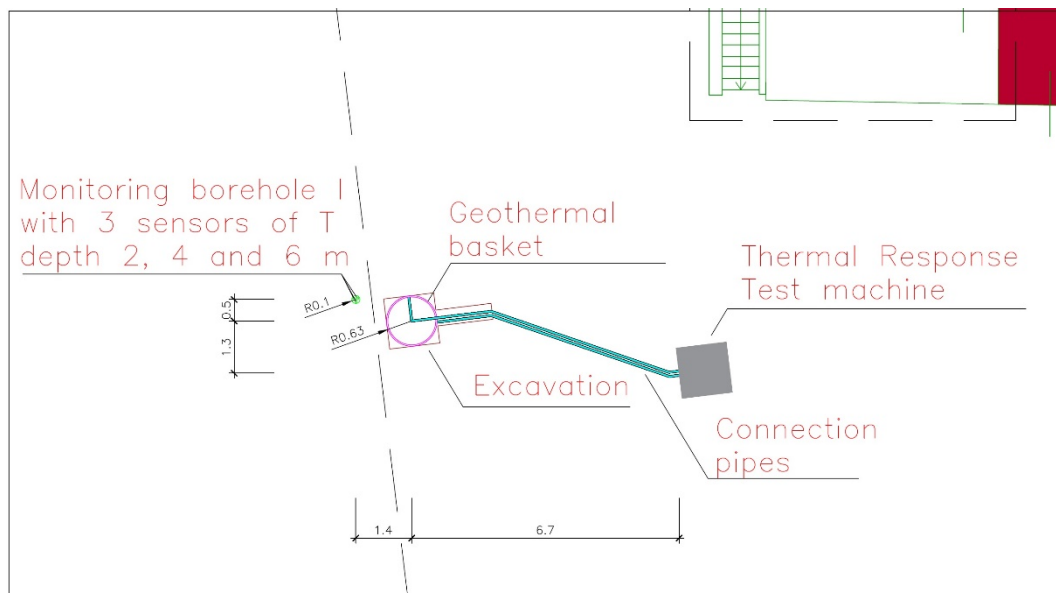 Monitoring borehole I
with 3 sensors of T
depth 2, 4 and 6 m
Geothermal
basket
Thermal Response
Test machine
R0.1
0.5
R0.63
1.3
Excavation
Connection
pipes
1.4
6.7